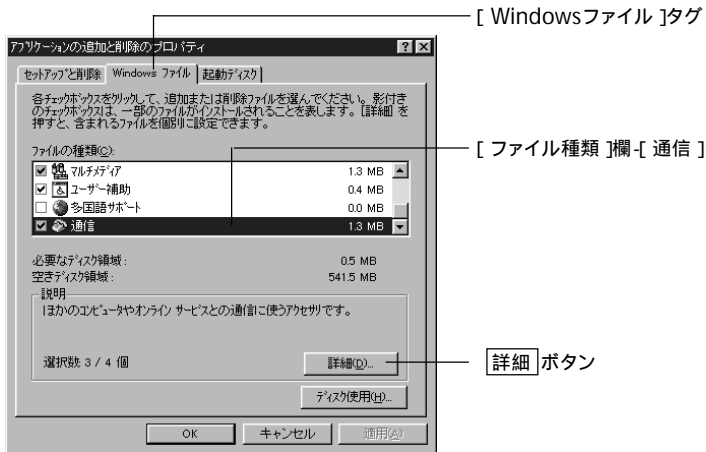 [ Windowsファイル ]タグ
アプリケーションの追加と削除のプロパティ
セットアップと削除 Windows ファイル 起動ディスク
各チェックボックスをクリックして、追加または削除ファイルを選んでください。影付き
のチェックボックスは、一部のファイルがインストールされることを表します。[詳細] を
押すと、含まれるファイルを個別に設定できます。
ファイルの種類(C):
[ ファイル種類 ]欄-[ 通信 ]
マルチメディア 1.3 MB
ユーザー補助 0.4 MB
多国語サポート 0.0 MB
通信 1.3 MB
必要なディスク領域: 0.5 MB
空きディスク領域: 541.5 MB
説明
ほかのコンピュータやオンライン サービスとの通信に使うアクセサリです。
選択数: 3 / 4 個
詳細(D)...
詳細 ボタン
ディスク使用(H)...
OK キャンセル 適用(A)